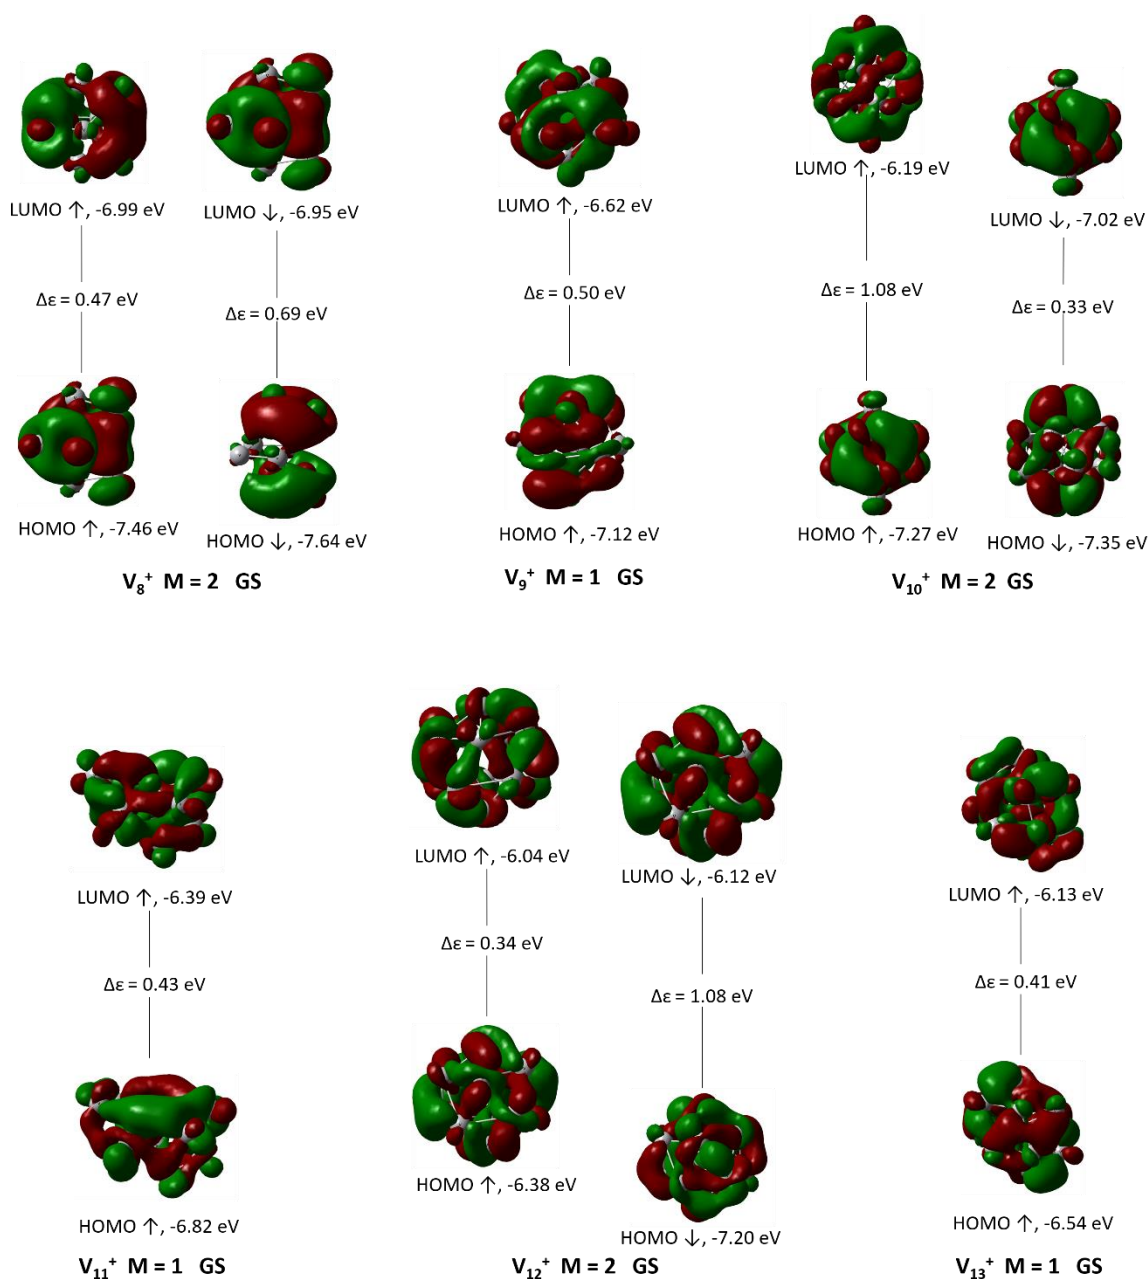 LUMO ↑, -6.99 eV
LUMO ↓, -6.95 eV
Δε = 0.47 eV
Δε = 0.69 eV
HOMO ↑, -7.46 eV
HOMO ↓, -7.64 eV
V₈⁺ M = 2 GS
LUMO ↑, -6.62 eV
Δε = 0.50 eV
HOMO ↑, -7.12 eV
V₉⁺ M = 1 GS
LUMO ↑, -6.19 eV
LUMO ↓, -7.02 eV
Δε = 1.08 eV
Δε = 0.33 eV
HOMO ↑, -7.27 eV
HOMO ↓, -7.35 eV
V₁₀⁺ M = 2 GS
LUMO ↑, -6.39 eV
Δε = 0.43 eV
HOMO ↑, -6.82 eV
V₁₁⁺ M = 1 GS
LUMO ↑, -6.04 eV
LUMO ↓, -6.12 eV
Δε = 0.34 eV
Δε = 1.08 eV
HOMO ↑, -6.38 eV
HOMO ↓, -7.20 eV
V₁₂⁺ M = 2 GS
LUMO ↑, -6.13 eV
Δε = 0.41 eV
HOMO ↑, -6.54 eV
V₁₃⁺ M = 1 GS